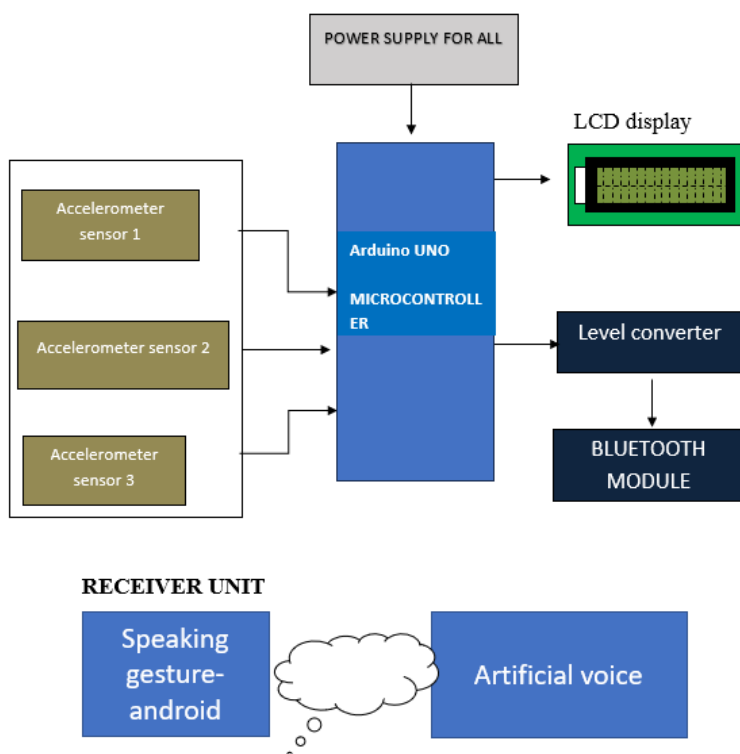 POWER SUPPLY FOR ALL
LCD display
Accelerometer
sensor 1
Arduino UNO
MICROCONTROLL
ER
Accelerometer sensor 2
Level converter
Accelerometer
sensor 3
BLUETOOTH
MODULE
RECEIVER UNIT
Speaking
gesture-
android
Artificial voice